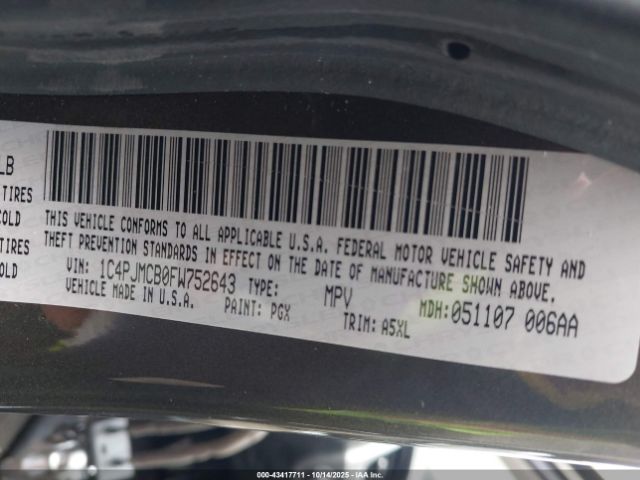 LB
TIRES
COLD
TIRES
COLD
THIS VEHICLE CONFORMS TO ALL APPLICABLE U.S.A. FEDERAL MOTOR VEHICLE SAFETY AND
THEFT PREVENTION STANDARDS IN EFFECT ON THE DATE OF MANUFACTURE SHOWN ABOVE.
VIN: 1C4PJMCB0FW752643 TYPE: MPV MDH:051107 006AA
VEHICLE MADE IN U.S.A. PAINT: PGX TRIM: A5XL
000-43417711 - 10/14/2025 - IAA Inc.